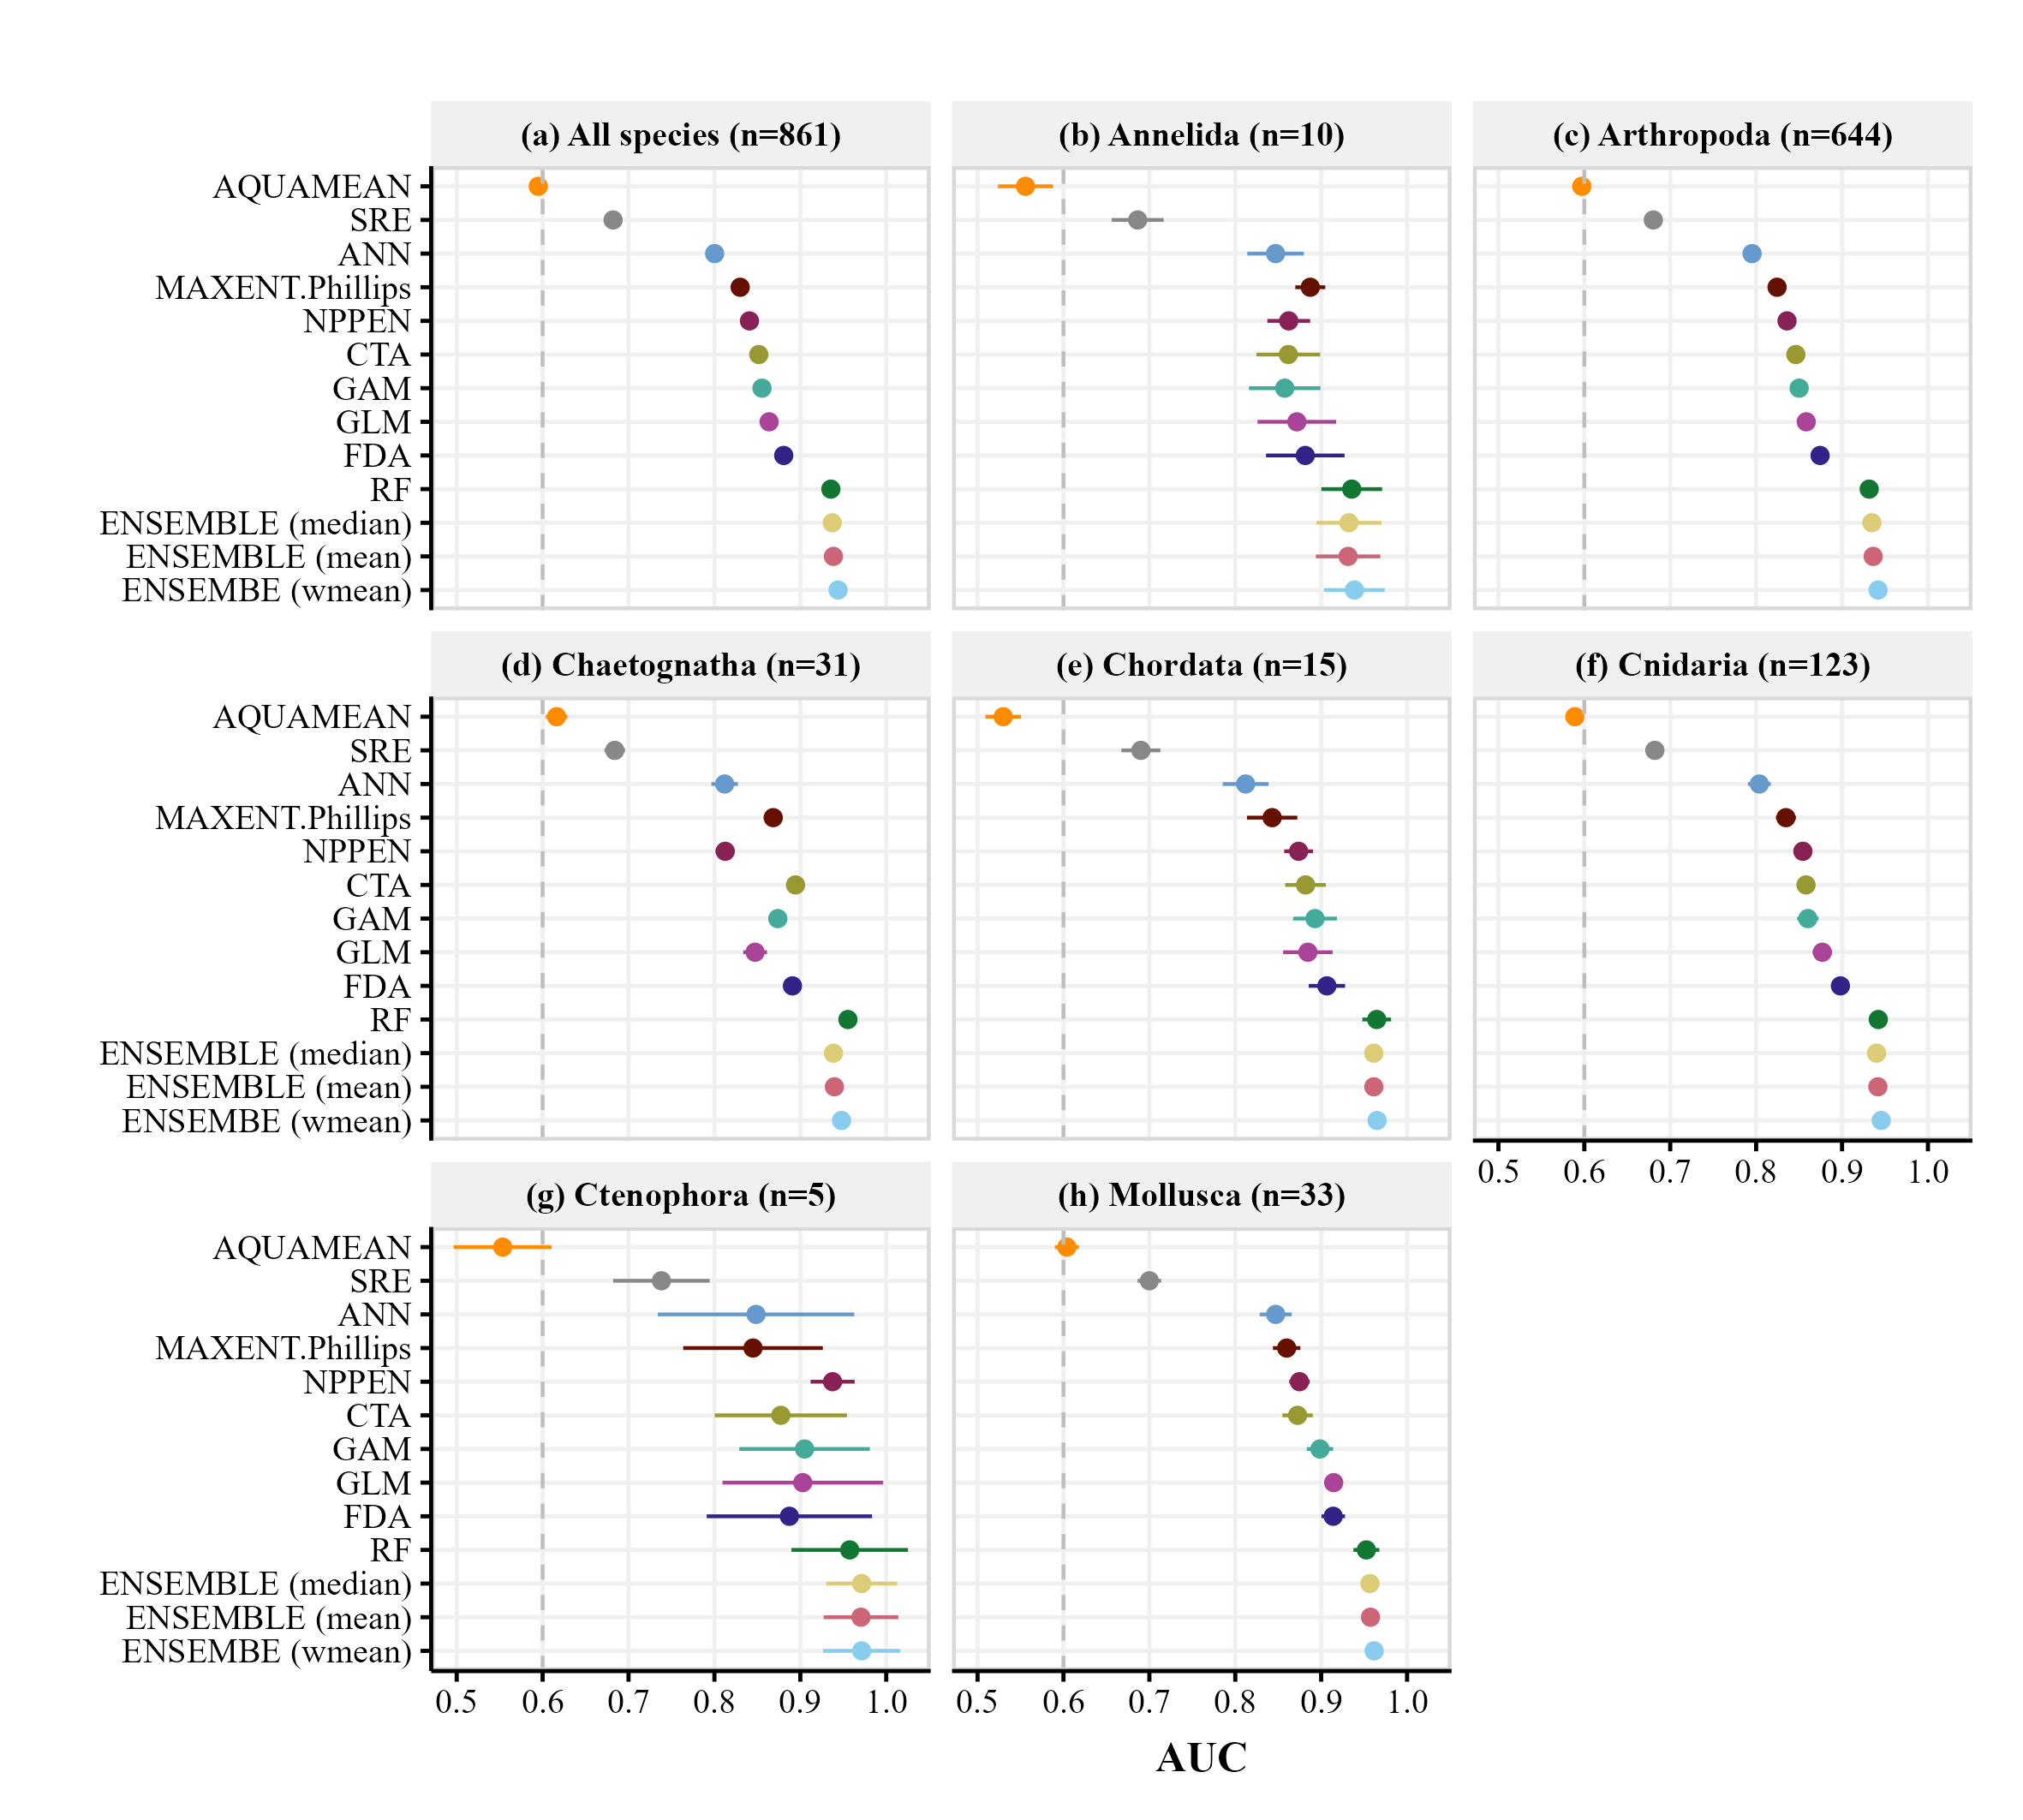 (a) All species (n=861)
(b) Annelida (n=10)
(c) Arthropoda (n=644)
AQUAMEAN
SRE
ANN
MAXENT.Phillips
NPPEN
CTA
GAM
GLM
FDA
RF
ENSEMBLE (median)
ENSEMBLE (mean)
ENSEMBE (wmean)
(d) Chaetognatha (n=31)
(e) Chordata (n=15)
(f) Cnidaria (n=123)
AQUAMEAN
SRE
ANN
MAXENT.Phillips
NPPEN
CTA
GAM
GLM
FDA
RF
ENSEMBLE (median)
ENSEMBLE (mean)
ENSEMBE (wmean)
0.5 0.6 0.7 0.8 0.9 1.0
(g) Ctenophora (n=5)
(h) Mollusca (n=33)
AQUAMEAN
SRE
ANN
MAXENT.Phillips
NPPEN
CTA
GAM
GLM
FDA
RF
ENSEMBLE (median)
ENSEMBLE (mean)
ENSEMBE (wmean)
0.5 0.6 0.7 0.8 0.9 1.0
0.5 0.6 0.7 0.8 0.9 1.0
AUC